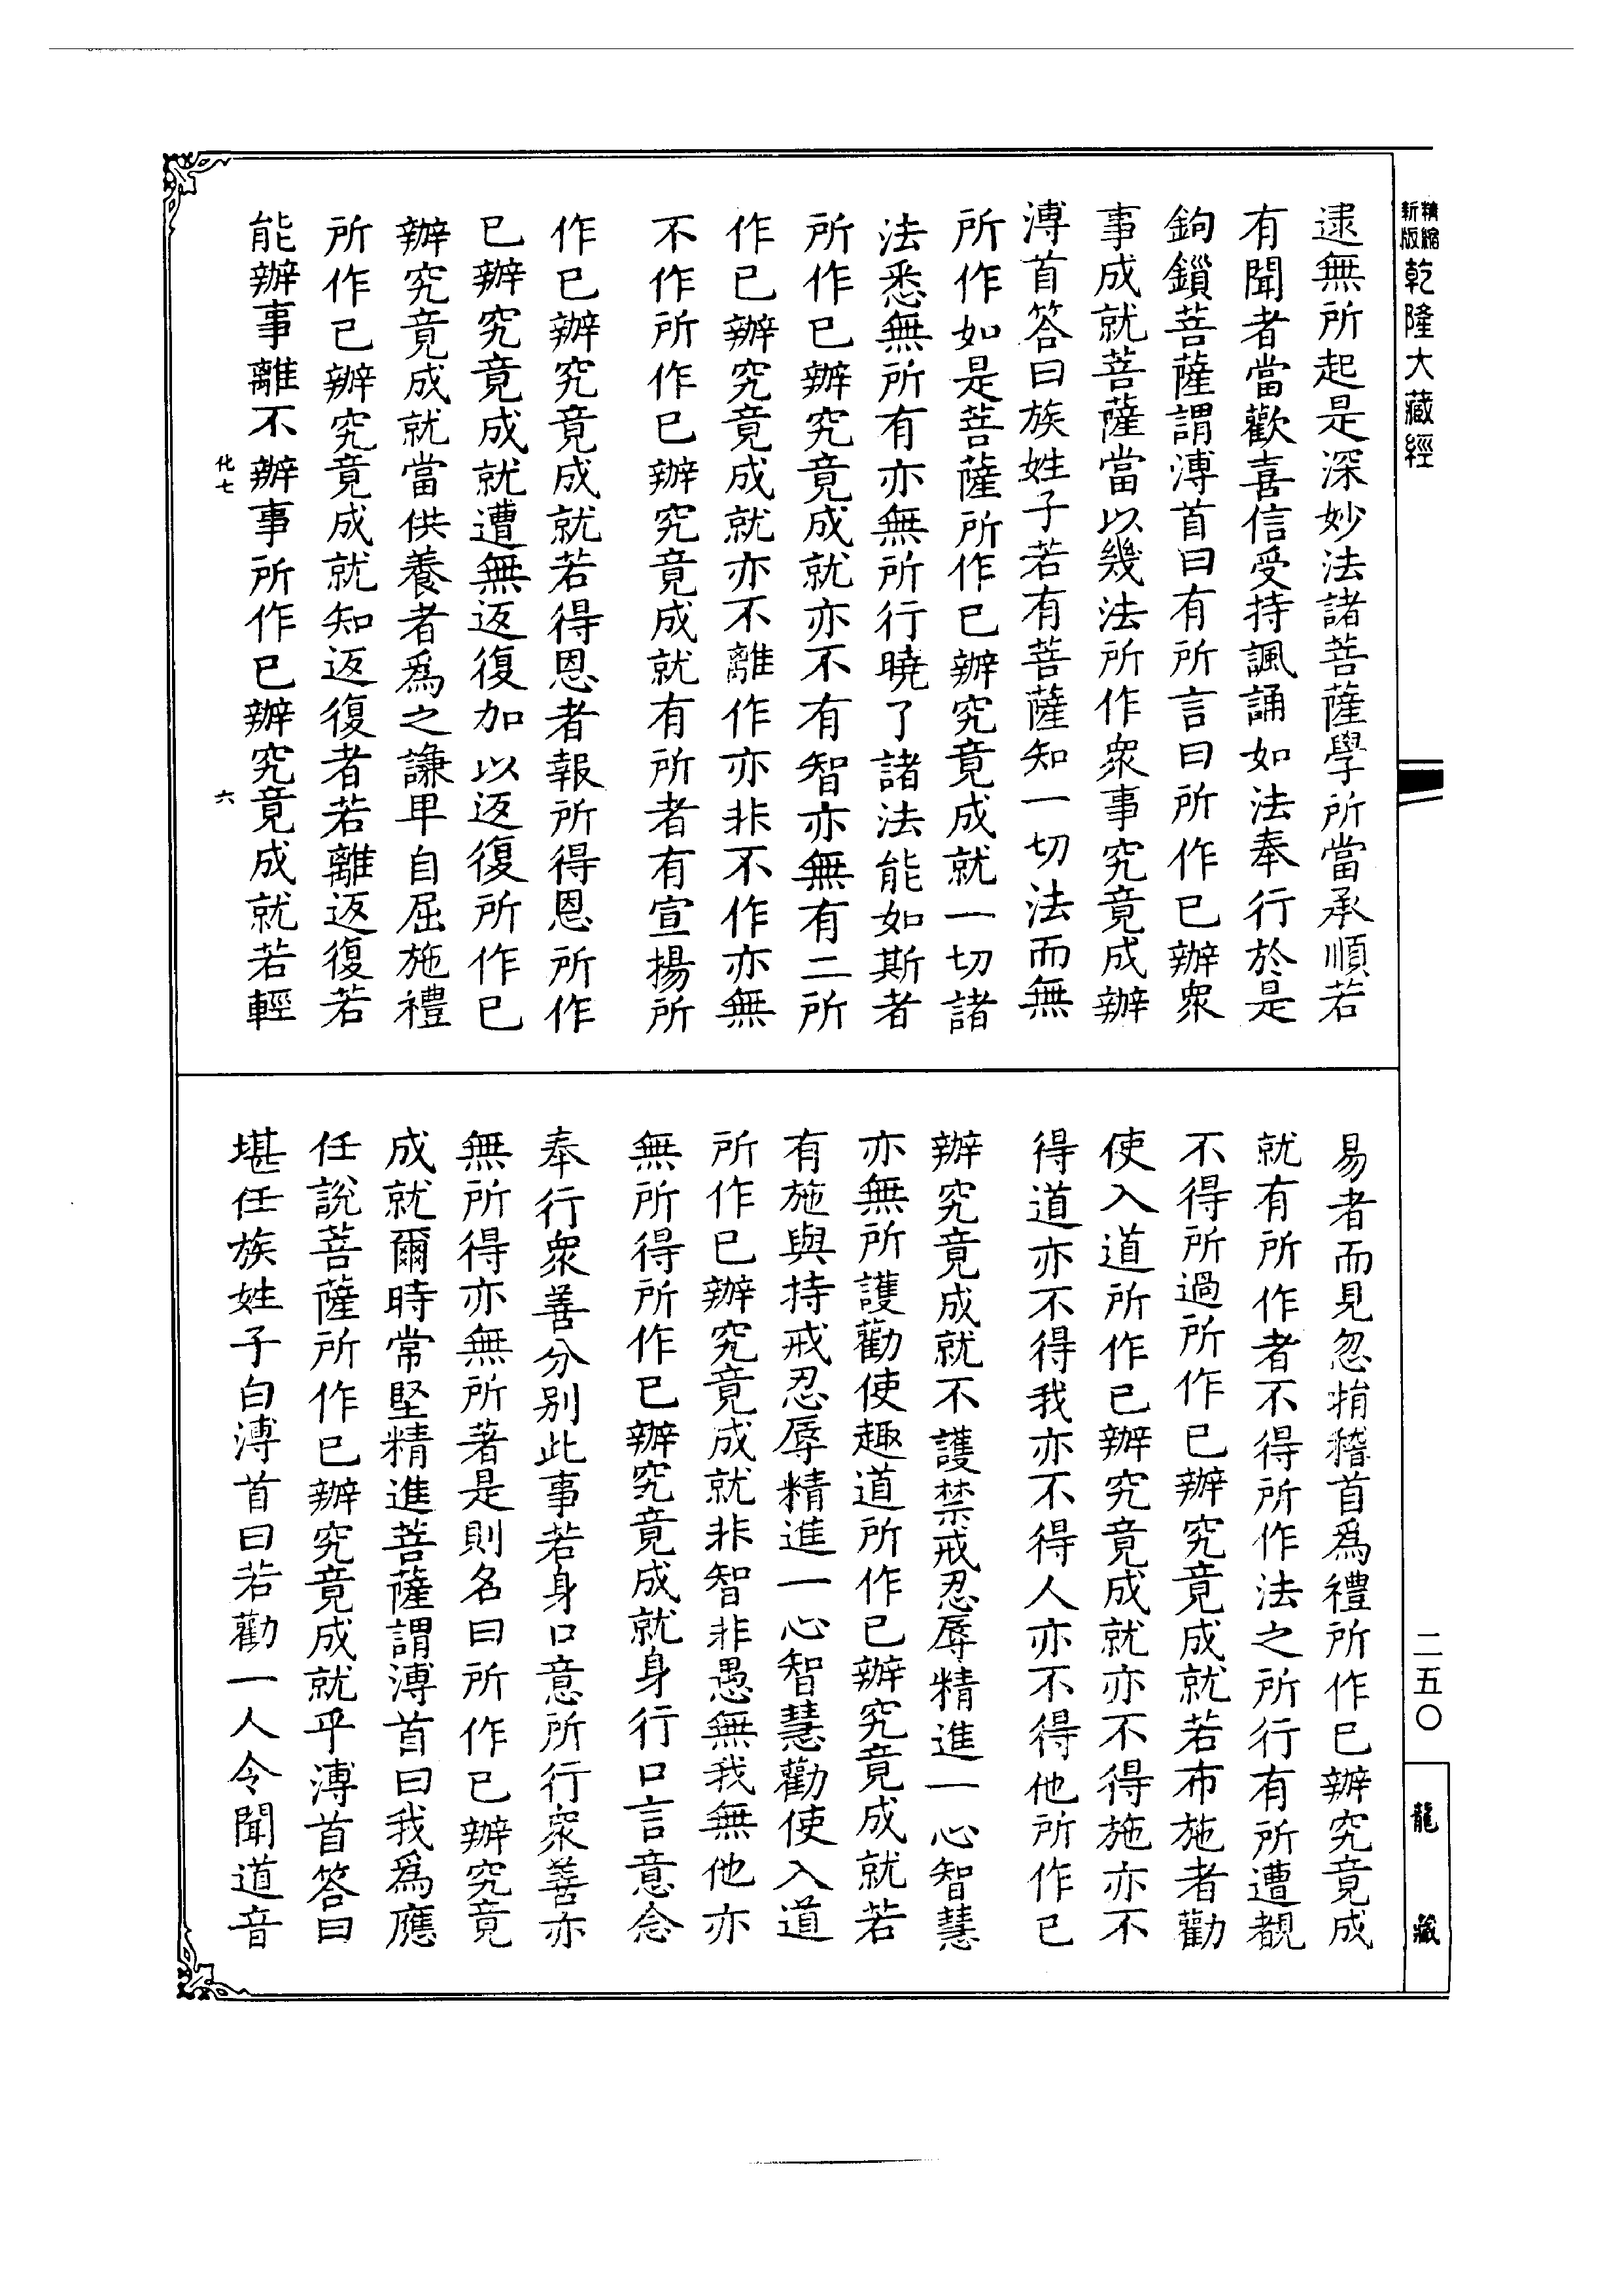 精縮
新版
乾隆大藏經
逮無所起是深妙法諸菩薩學所當承順若
有聞者當歡喜信受持諷誦如法奉行於是
鉤鎖菩薩謂溥首曰有所言曰所作已辦眾
事成就菩薩當以幾法所作眾事究竟成辦
溥首答曰族姓子若有菩薩知一切法而無
所作如是菩薩所作已辦究竟成就一切諸
法悉無所有亦無所行曉了諸法能如斯者
所作已辦究竟成就亦不有智亦無有二所
作已辦究竟成就亦不離作亦非不作亦無
不作所作已辦究竟成就有所者有宣揚所
作已辦究竟成就若得恩者報所得恩所作
已辦究竟成就遭無返復加以返復所作已
辦究竟成就當供養者為之謙卑自屈施禮
所作已辦究竟成就知返復者若離返復若
能辦事離不辦事所作已辦究竟成就若輕
化七
六
易者而見忽捐稽首為禮所作已辦究竟成
就有所作者不得所作法之所行有所遭覩
不得所過所作已辦究竟成就若布施者勸
使入道所作已辦究竟成就亦不得施亦不
得道亦不得我亦不得人亦不得他所作已
辦究竟成就不護禁戒忍辱精進一心智慧
亦無所護勸使趣道所作已辦究竟成就若
有施與持戒忍辱精進一心智慧勸使入道
所作已辦究竟成就非智非愚無我無他亦
無所得所作已辦究竟成就身行口言意念
奉行眾善分別此事若身口意所行眾善亦
無所得亦無所著是則名曰所作已辦究竟
成就爾時常堅精進菩薩謂溥首曰我為應
任說菩薩所作已辦究竟成就乎溥首答曰
堪任族姓子白溥首曰若勸一人令聞道音
二五〇
龍藏